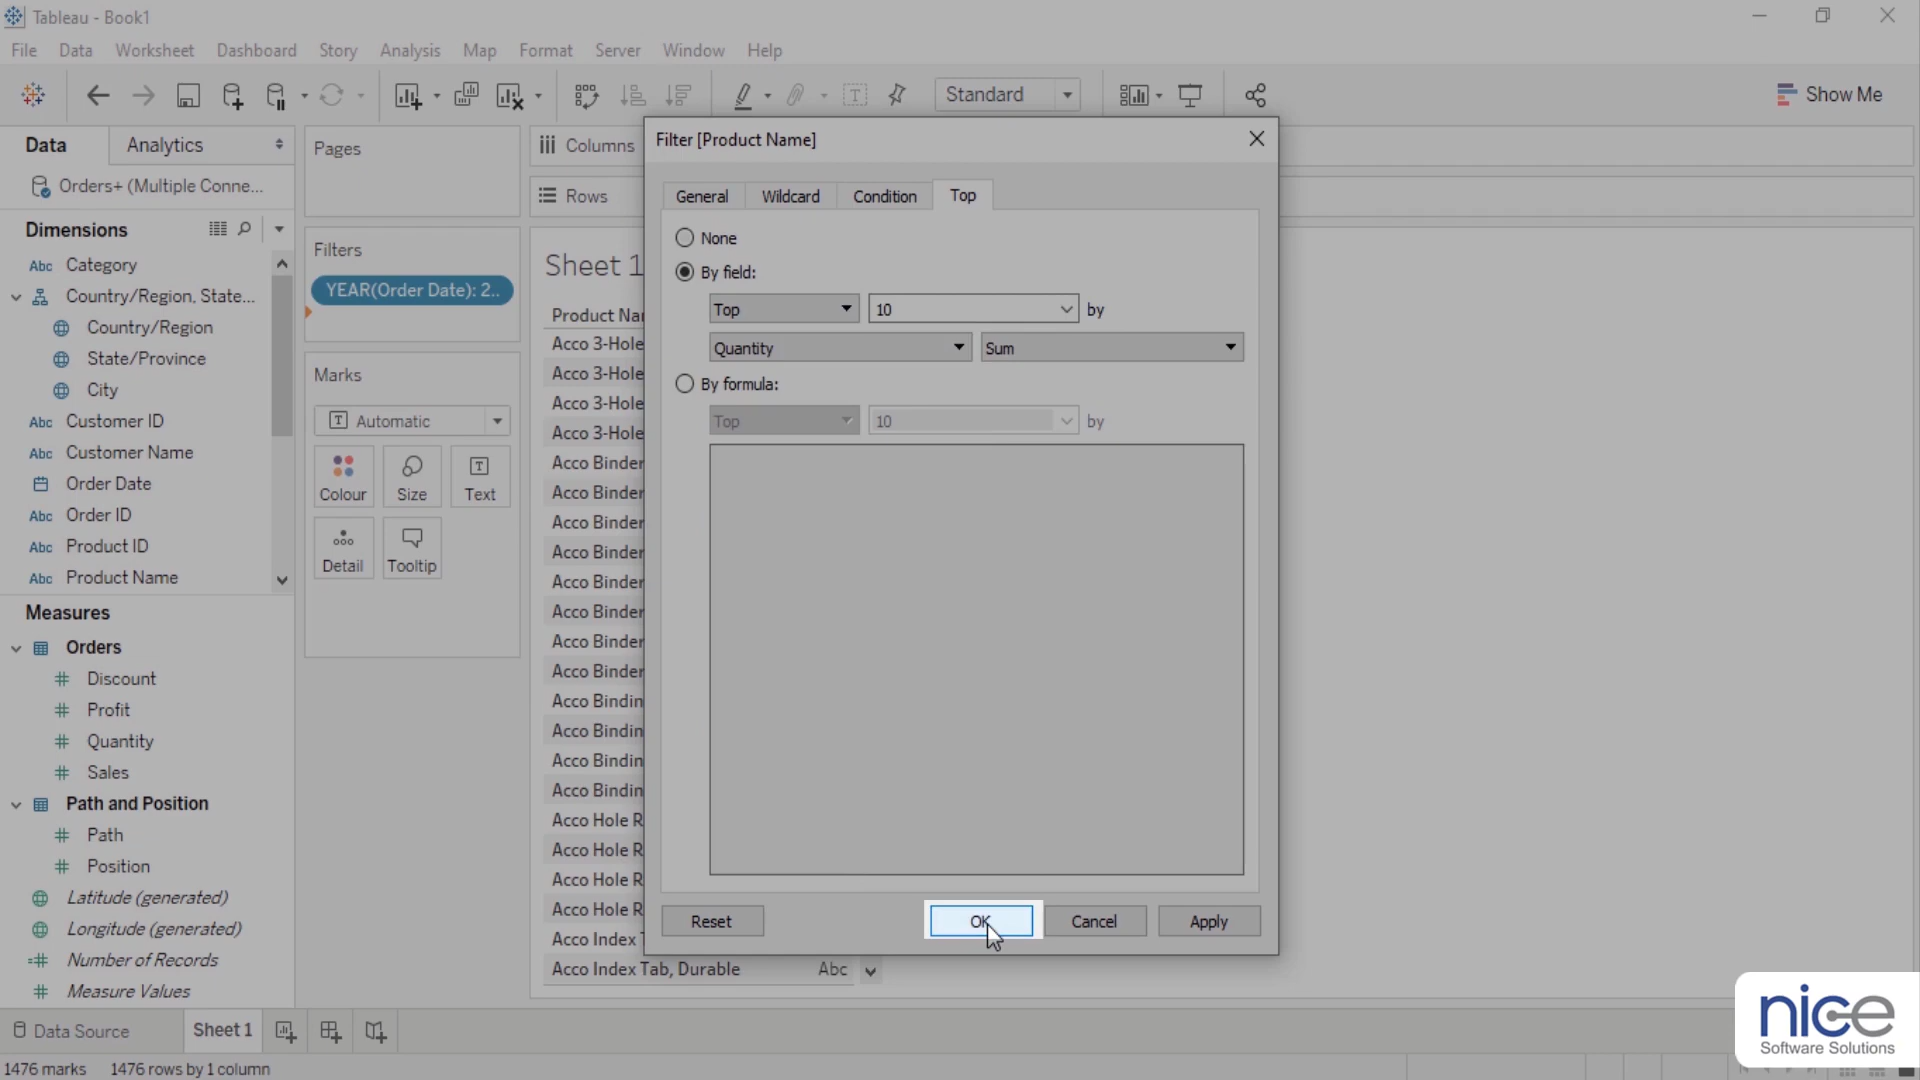 Tableau - Book1
File Data Worksheet Dashboard Story Analysis Map Format Server Window Help
Standard
Show Me
Data Analytics
Orders+ (Multiple Conne...
Dimensions
Abc Category
Country/Region, State...
Country/Region
State/Province
City
Abc Customer ID
Abc Customer Name
Order Date
Abc Order ID
Abc Product ID
Abc Product Name
Measures
Orders
Discount
Profit
Quantity
Sales
Path and Position
Path
Position
Latitude (generated)
Longitude (generated)
Number of Records
Measure Values
Pages
Filters
YEAR(Order Date): 2..
Marks
Automatic
Colour Size Text
Detail Tooltip
Columns
Rows
Sheet 1
Product Nar
Acco 3-Hole
Acco 3-Hole
Acco 3-Hole
Acco 3-Hole
Acco Binder
Acco Binder
Acco Binder
Acco Binder
Acco Binder
Acco Binder
Acco Binder
Acco Binder
Acco Bindin
Acco Bindin
Acco Bindin
Acco Bindin
Acco Hole R
Acco Hole R
Acco Hole R
Acco Hole R
Acco Index T
Acco Index Tab, Durable Abc
Filter [Product Name]
General Wildcard Condition Top
None
By field:
Top 10 by
Quantity Sum
By formula:
Top 10 by
Reset OK Cancel Apply
Data Source Sheet 1
1476 marks 1476 rows by 1 column
nice
Software Solutions